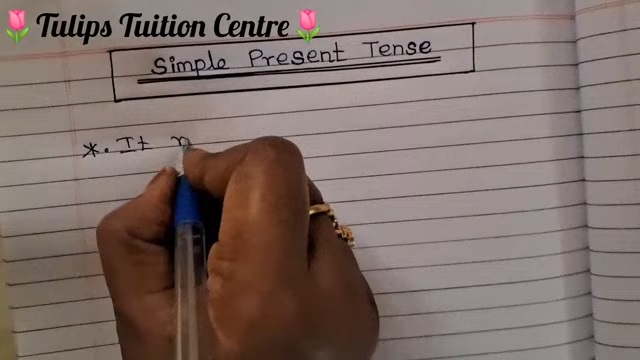 🌷Tulips Tuition Centre🌷
Simple Present Tense
*. It